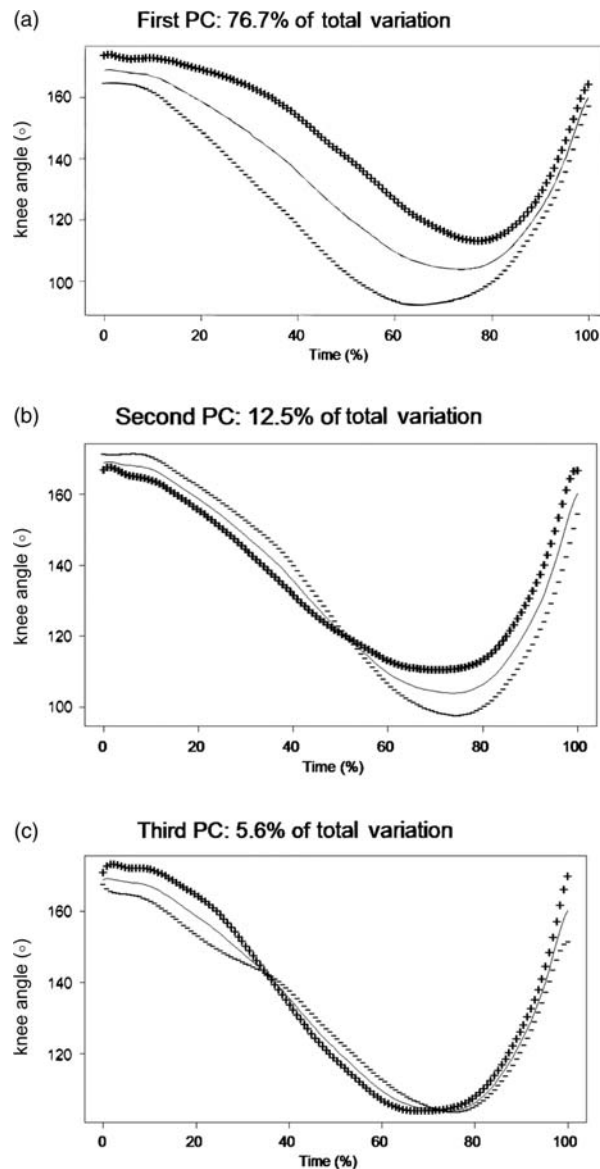 (a) First PC: 76.7% of total variation
160
140
120
100
knee angle (○)
0 20 40 60 80 100
Time (%)
(b) Second PC: 12.5% of total variation
160
140
120
100
knee angle (○)
0 20 40 60 80 100
Time (%)
(c) Third PC: 5.6% of total variation
160
140
120
knee angle (○)
0 20 40 60 80 100
Time (%)